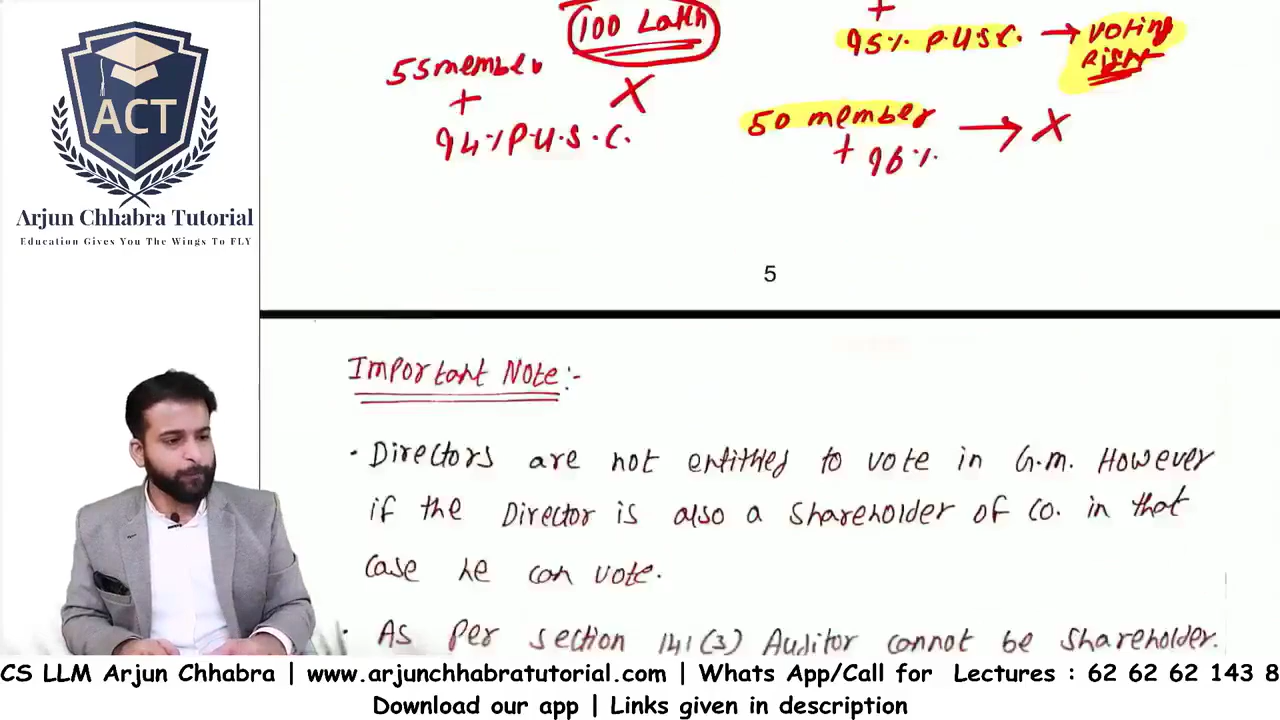 100 Lakh
+
95% P.U.S.C. → Voting
Right
55 member
+
94% P.U.S.C.
X
50 member → X
+ 96%
5
Important Note:-
• Directors are not entitled to vote in G.M. However
if the Director is also a shareholder of co. in that
case he can vote.
• As Per section 141(3) Auditor cannot be shareholder.
ACT
Arjun Chhabra Tutorial
Education Gives You The Wings To FLY
CS LLM Arjun Chhabra | www.arjunchhabratutorial.com | Whats App/Call for Lectures : 62 62 62 143 8
Download our app | Links given in description